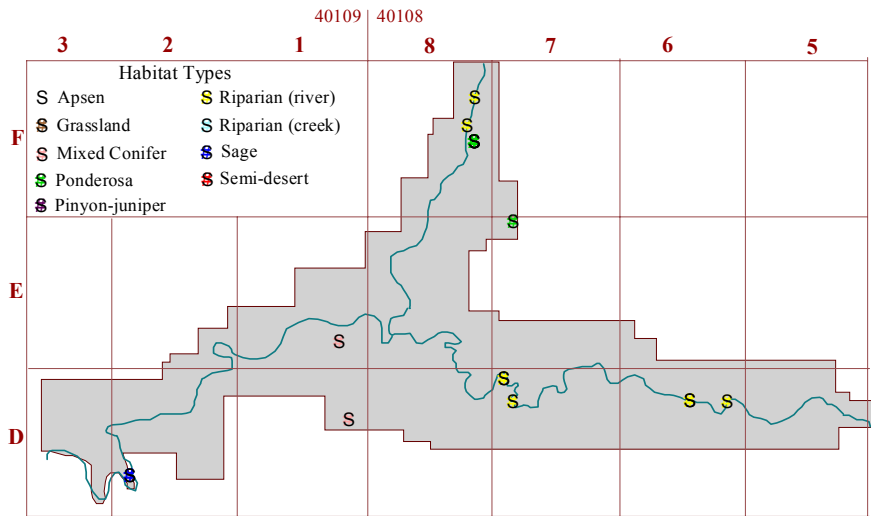 40109 40108
3 2 1 8 7 6 5
Habitat Types
S Apsen S Riparian (river)
S Grassland S Riparian (creek)
S Mixed Conifer S Sage
S Ponderosa S Semi-desert
S Pinyon-juniper
F
S
S
S
S
E
S
S
S
S S
D
S
S